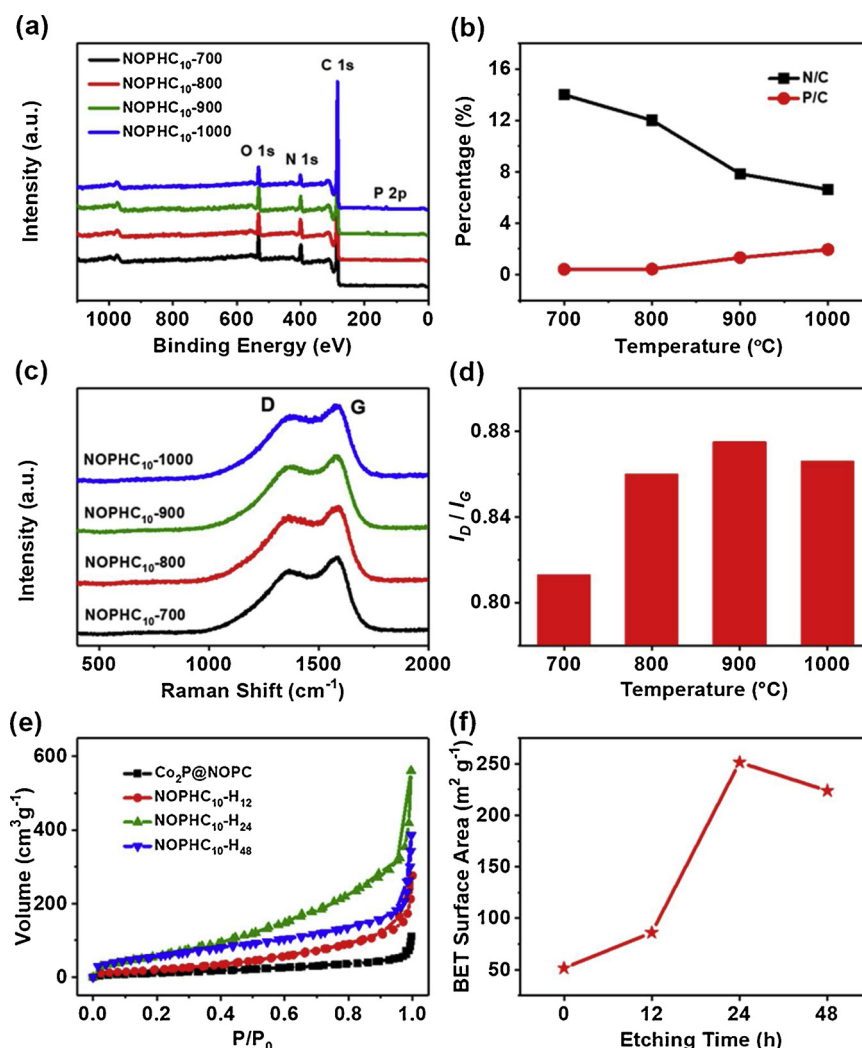 (a)
NOPHC₁₀-700
NOPHC₁₀-800
NOPHC₁₀-900
NOPHC₁₀-1000
C 1s
O 1s
N 1s
P 2p
Intensity (a.u.)
1000 800 600 400 200 0
Binding Energy (eV)
(b)
N/C
P/C
16
12
8
4
0
Percentage (%)
700 800 900 1000
Temperature (°C)
(c)
D G
NOPHC₁₀-1000
NOPHC₁₀-900
NOPHC₁₀-800
NOPHC₁₀-700
Intensity (a.u.)
500 1000 1500 2000
Raman Shift (cm⁻¹)
(d)
0.88
0.84
0.80
I_D / I_G
700 800 900 1000
Temperature (°C)
(e)
Co₂P@NOPC
NOPHC₁₀-H₁₂
NOPHC₁₀-H₂₄
NOPHC₁₀-H₄₈
600
400
200
0
Volume (cm³g⁻¹)
0.0 0.2 0.4 0.6 0.8 1.0
P/P₀
(f)
250
200
150
100
50
BET Surface Area (m² g⁻¹)
0 12 24 48
Etching Time (h)